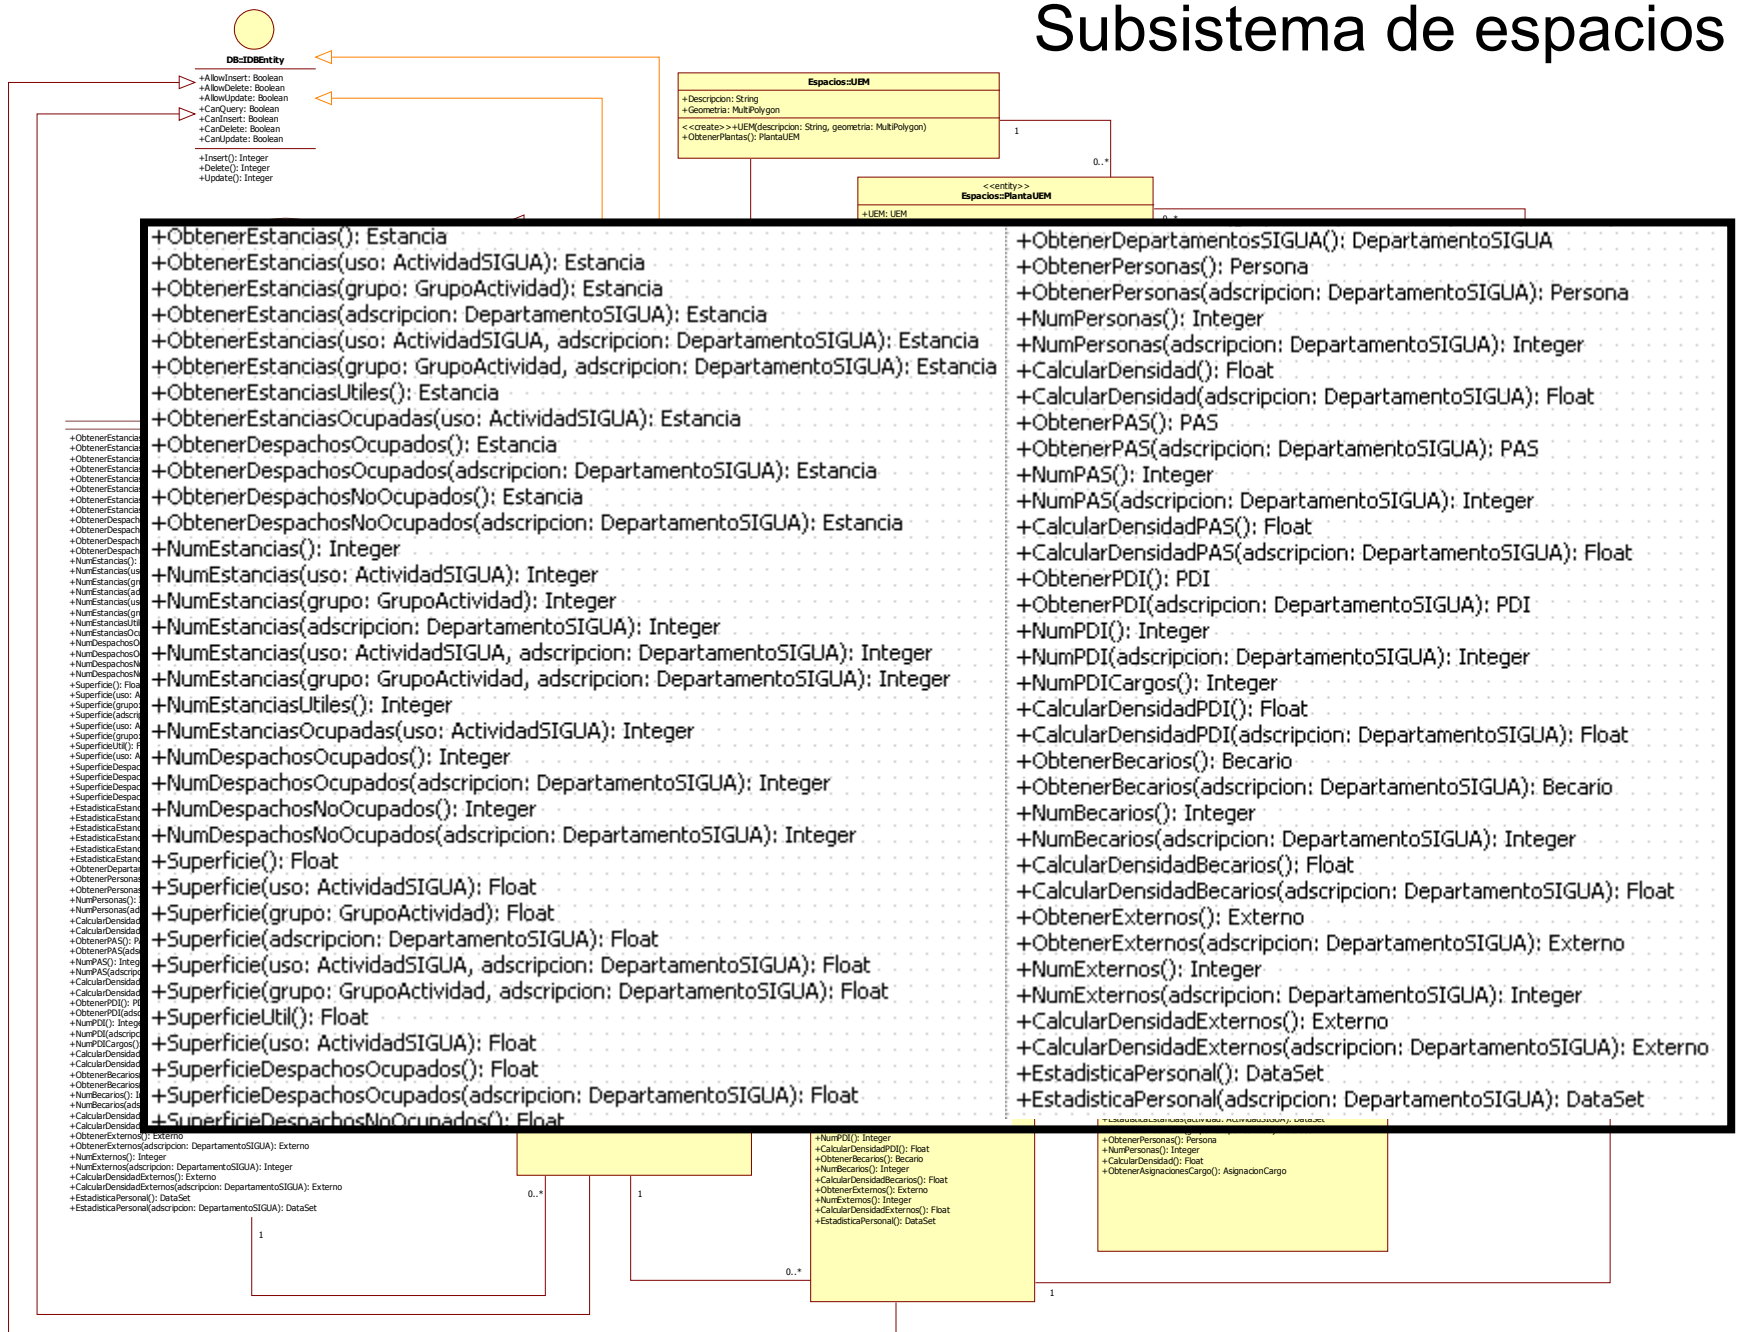 Subsistema de espacios
DB::IDBEntity
+AllowInsert: Boolean
+AllowDelete: Boolean
+AllowUpdate: Boolean
+CanQuery: Boolean
+CanInsert: Boolean
+CanDelete: Boolean
+CanUpdate: Boolean
+Insert(): Integer
+Delete(): Integer
+Update(): Integer
Espacios::UEM
+Descripcion: String
+Geometria: MultiPolygon
<<create>>+UEM(descripcion: String, geometria: MultiPolygon)
+ObtenerPlantas(): PlantaUEM
1
0..*
<<entity>>
Espacios::PlantaUEM
+UEM: UEM
+ObtenerEstancias(): Estancia
+ObtenerEstancias(uso: ActividadSIGUA): Estancia
+ObtenerEstancias(grupo: GrupoActividad): Estancia
+ObtenerEstancias(adscripcion: DepartamentoSIGUA): Estancia
+ObtenerEstancias(uso: ActividadSIGUA, adscripcion: DepartamentoSIGUA): Estancia
+ObtenerEstancias(grupo: GrupoActividad, adscripcion: DepartamentoSIGUA): Estancia
+ObtenerEstanciasUtiles(): Estancia
+ObtenerEstanciasOcupadas(uso: ActividadSIGUA): Estancia
+ObtenerDespachosOcupados(): Estancia
+ObtenerDespachosOcupados(adscripcion: DepartamentoSIGUA): Estancia
+ObtenerDespachosNoOcupados(): Estancia
+ObtenerDespachosNoOcupados(adscripcion: DepartamentoSIGUA): Estancia
+NumEstancias(): Integer
+NumEstancias(uso: ActividadSIGUA): Integer
+NumEstancias(grupo: GrupoActividad): Integer
+NumEstancias(adscripcion: DepartamentoSIGUA): Integer
+NumEstancias(uso: ActividadSIGUA, adscripcion: DepartamentoSIGUA): Integer
+NumEstancias(grupo: GrupoActividad, adscripcion: DepartamentoSIGUA): Integer
+NumEstanciasUtiles(): Integer
+NumEstanciasOcupadas(uso: ActividadSIGUA): Integer
+NumDespachosOcupados(): Integer
+NumDespachosOcupados(adscripcion: DepartamentoSIGUA): Integer
+NumDespachosNoOcupados(): Integer
+NumDespachosNoOcupados(adscripcion: DepartamentoSIGUA): Integer
+Superficie(): Float
+Superficie(uso: ActividadSIGUA): Float
+Superficie(grupo: GrupoActividad): Float
+Superficie(adscripcion: DepartamentoSIGUA): Float
+Superficie(uso: ActividadSIGUA, adscripcion: DepartamentoSIGUA): Float
+Superficie(grupo: GrupoActividad, adscripcion: DepartamentoSIGUA): Float
+SuperficieUtil(): Float
+Superficie(uso: ActividadSIGUA): Float
+SuperficieDespachosOcupados(): Float
+SuperficieDespachosOcupados(adscripcion: DepartamentoSIGUA): Float
+SuperficieDespachosNoOcupados(): Float
+ObtenerDepartamentosSIGUA(): DepartamentoSIGUA
+ObtenerPersonas(): Persona
+ObtenerPersonas(adscripcion: DepartamentoSIGUA): Persona
+NumPersonas(): Integer
+NumPersonas(adscripcion: DepartamentoSIGUA): Integer
+CalcularDensidad(): Float
+CalcularDensidad(adscripcion: DepartamentoSIGUA): Float
+ObtenerPAS(): PAS
+ObtenerPAS(adscripcion: DepartamentoSIGUA): PAS
+NumPAS(): Integer
+NumPAS(adscripcion: DepartamentoSIGUA): Integer
+CalcularDensidadPAS(): Float
+CalcularDensidadPAS(adscripcion: DepartamentoSIGUA): Float
+ObtenerPDI(): PDI
+ObtenerPDI(adscripcion: DepartamentoSIGUA): PDI
+NumPDI(): Integer
+NumPDI(adscripcion: DepartamentoSIGUA): Integer
+NumPDICargos(): Integer
+CalcularDensidadPDI(): Float
+CalcularDensidadPDI(adscripcion: DepartamentoSIGUA): Float
+ObtenerBecarios(): Becario
+ObtenerBecarios(adscripcion: DepartamentoSIGUA): Becario
+NumBecarios(): Integer
+NumBecarios(adscripcion: DepartamentoSIGUA): Integer
+CalcularDensidadBecarios(): Float
+CalcularDensidadBecarios(adscripcion: DepartamentoSIGUA): Float
+ObtenerExternos(): Externo
+ObtenerExternos(adscripcion: DepartamentoSIGUA): Externo
+NumExternos(): Integer
+NumExternos(adscripcion: DepartamentoSIGUA): Integer
+CalcularDensidadExternos(): Externo
+CalcularDensidadExternos(adscripcion: DepartamentoSIGUA): Externo
+EstadisticaPersonal(): DataSet
+EstadisticaPersonal(adscripcion: DepartamentoSIGUA): DataSet
+ObtenerExternos(): Externo
+ObtenerExternos(adscripcion: DepartamentoSIGUA): Externo
+NumExternos(): Integer
+NumExternos(adscripcion: DepartamentoSIGUA): Integer
+CalcularDensidadExternos(): Externo
+CalcularDensidadExternos(adscripcion: DepartamentoSIGUA): Externo
+EstadisticaPersonal(): DataSet
+EstadisticaPersonal(adscripcion: DepartamentoSIGUA): DataSet
1
0..*
1
0..*
+NumPDI(): Integer
+CalcularDensidadPDI(): Float
+ObtenerBecarios(): Becario
+NumBecarios(): Integer
+CalcularDensidadBecarios(): Float
+ObtenerExternos(): Externo
+NumExternos(): Integer
+CalcularDensidadExternos(): Float
+EstadisticaPersonal(): DataSet
1
+ObtenerPersonas(): Persona
+NumPersonas(): Integer
+CalcularDensidad(): Float
+ObtenerAsignacionesCargo(): AsignacionCargo